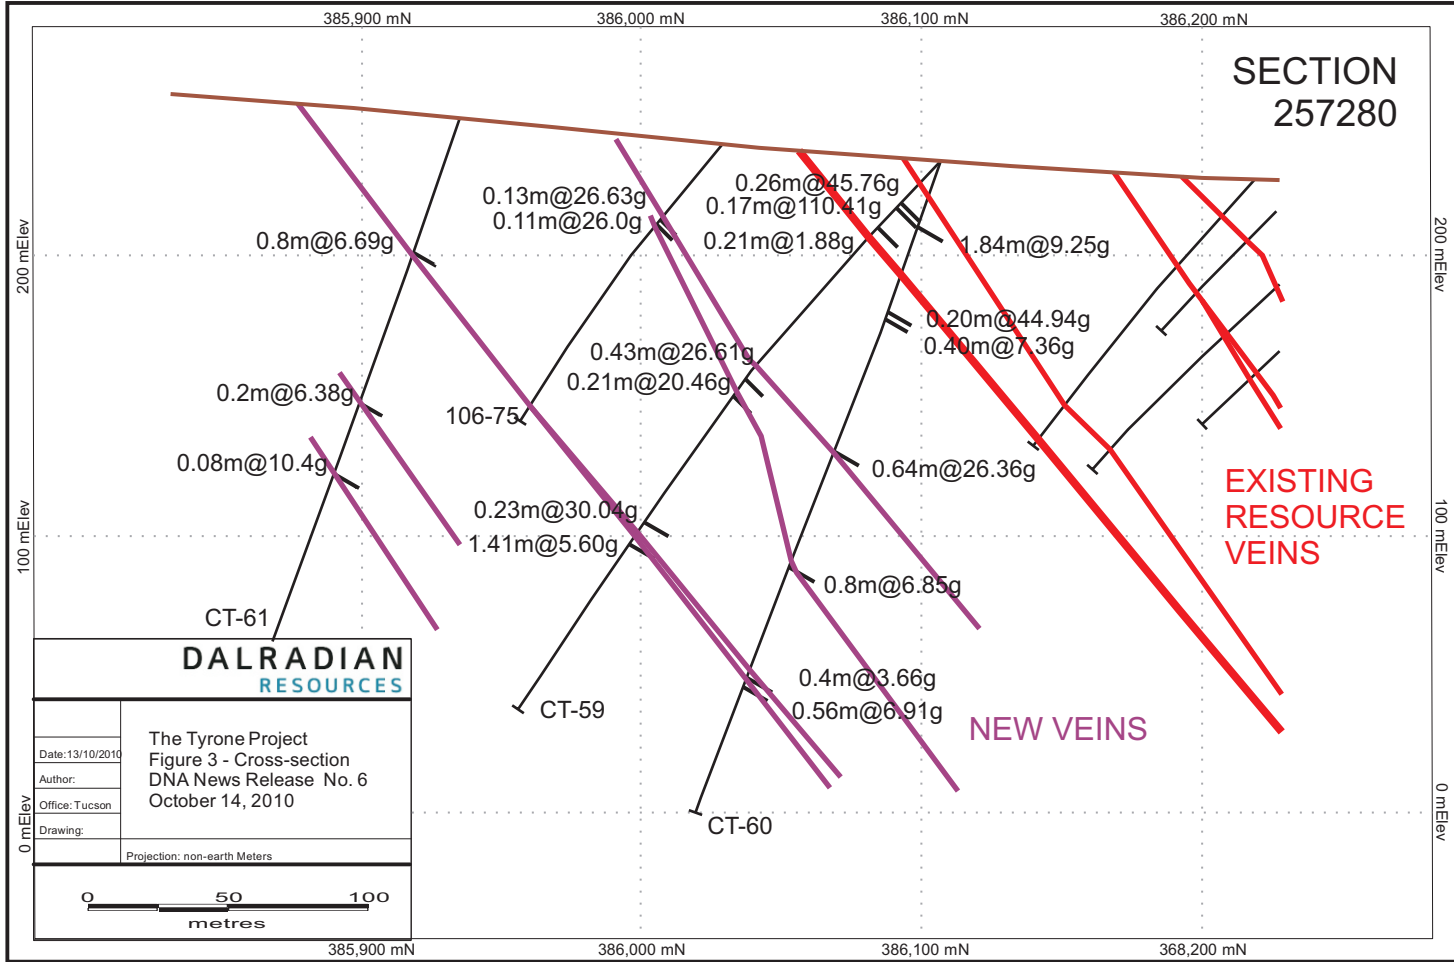 385,900 mN
386,000 mN
386,100 mN
386,200 mN
SECTION
257280
0.26m@45.76g
0.13m@26.63g
0.17m@110.41g
0.11m@26.0g
0.8m@6.69g
0.21m@1.88g
1.84m@9.25g
200 mElev
200 mElev
0.20m@44.94g
0.40m@7.36g
0.43m@26.61g
0.21m@20.46g
0.2m@6.38g
106-75
0.08m@10.4g
0.64m@26.36g
EXISTING
RESOURCE
VEINS
0.23m@30.04g
1.41m@5.60g
100 mElev
100 mElev
0.8m@6.85g
CT-61
0.4m@3.66g
0.56m@6.91g
CT-59
NEW VEINS
CT-60
0 mElev
0 mElev
DALRADIAN
RESOURCES
The Tyrone Project
Figure 3 - Cross-section
DNA News Release No. 6
October 14, 2010
Date:13/10/2010
Author:
Office: Tucson
Drawing:
Projection: non-earth Meters
0 50 100
metres
385,900 mN
386,000 mN
386,100 mN
368,200 mN